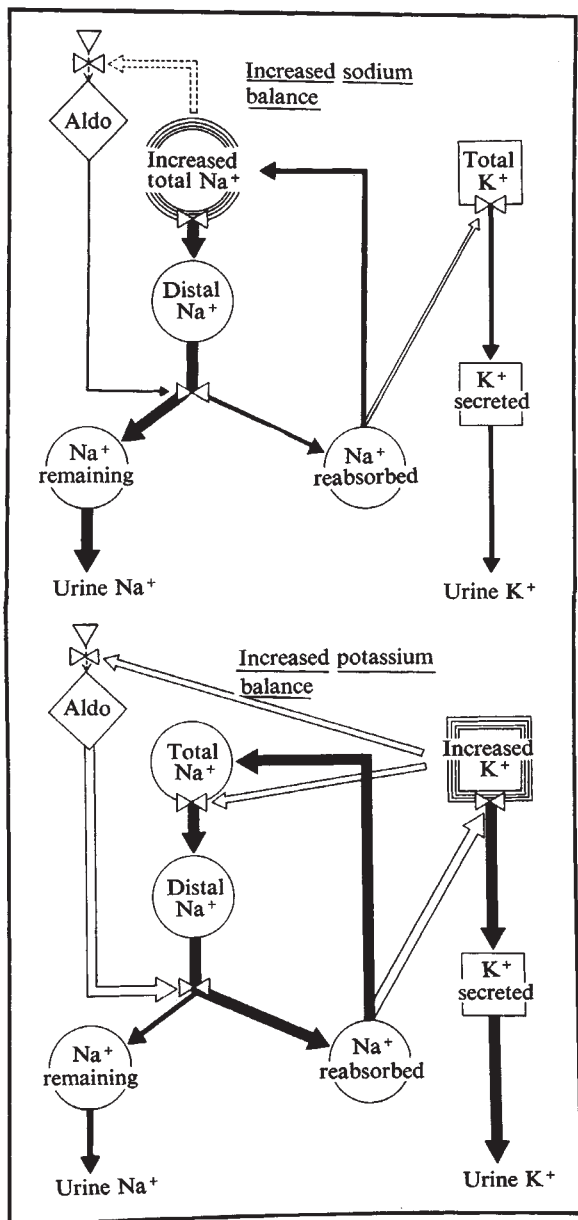 Increased sodium
balance
Aldo
Increased
total Na⁺
Total
K⁺
Distal
Na⁺
K⁺
secreted
Na⁺
remaining
Na⁺
reabsorbed
Urine Na⁺
Urine K⁺
Increased potassium
balance
Aldo
Total
Na⁺
Increased
K⁺
Distal
Na⁺
K⁺
secreted
Na⁺
remaining
Na⁺
reabsorbed
Urine Na⁺
Urine K⁺